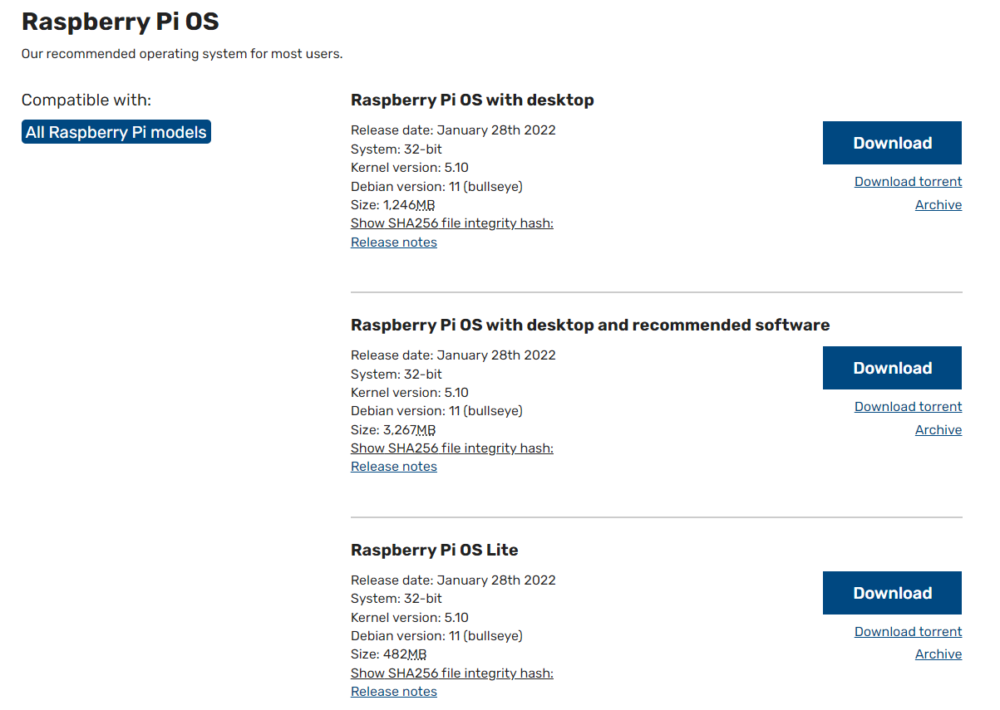 Raspberry Pi OS
Our recommended operating system for most users.
Compatible with:
All Raspberry Pi models
Raspberry Pi OS with desktop
Release date: January 28th 2022
System: 32-bit
Kernel version: 5.10
Debian version: 11 (bullseye)
Size: 1,246MB
Show SHA256 file integrity hash:
Release notes
Download
Download torrent
Archive
Raspberry Pi OS with desktop and recommended software
Release date: January 28th 2022
System: 32-bit
Kernel version: 5.10
Debian version: 11 (bullseye)
Size: 3,267MB
Show SHA256 file integrity hash:
Release notes
Download
Download torrent
Archive
Raspberry Pi OS Lite
Release date: January 28th 2022
System: 32-bit
Kernel version: 5.10
Debian version: 11 (bullseye)
Size: 482MB
Show SHA256 file integrity hash:
Release notes
Download
Download torrent
Archive